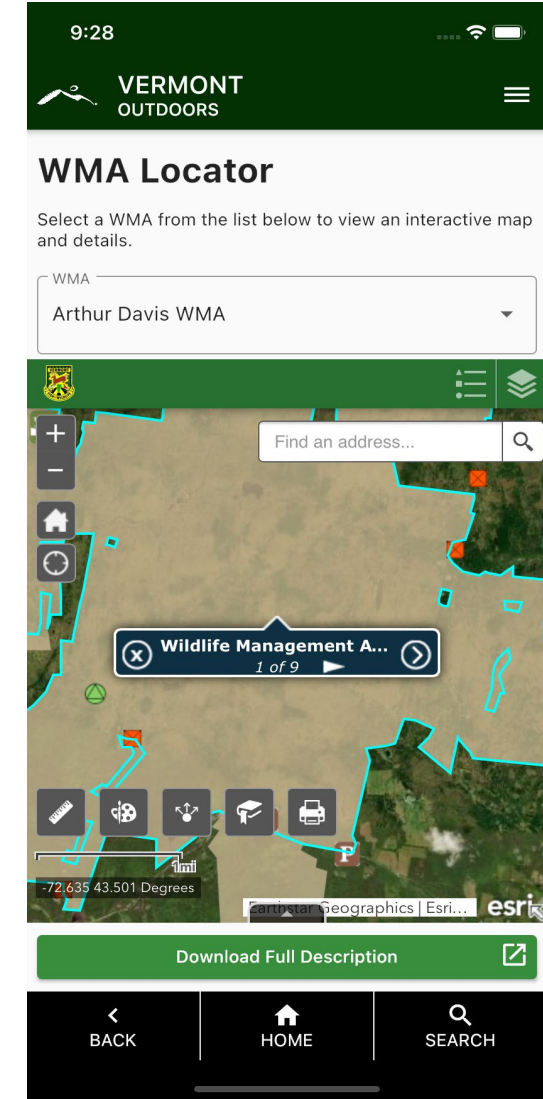 9:28
VERMONT
OUTDOORS
WMA Locator
Select a WMA from the list below to view an interactive map
and details.
WMA
Arthur Davis WMA
Find an address...
Wildlife Management A...
1 of 9
P
1mi
-72.635 43.501 Degrees
Earthstar Geographics | Esri...
esri
Download Full Description
BACK
HOME
SEARCH